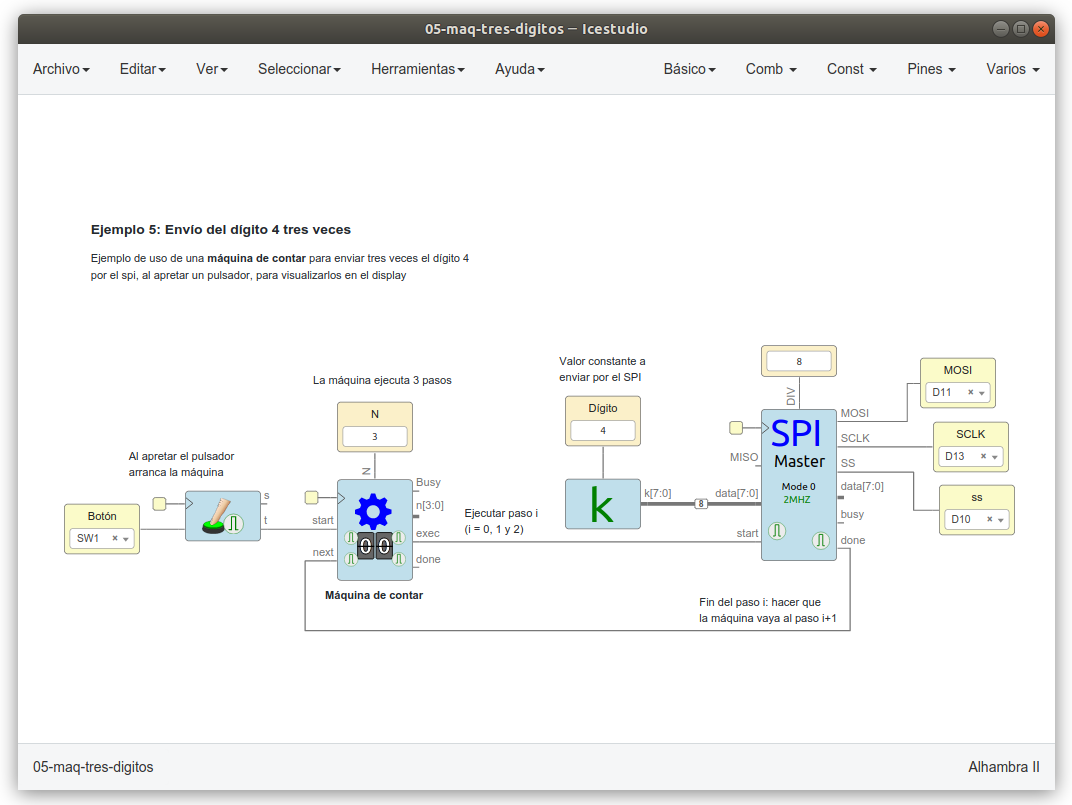 05-maq-tres-digitos — Icestudio
Archivo Editar Ver Seleccionar Herramientas Ayuda Básico Comb Const Pines Varios
Ejemplo 5: Envío del dígito 4 tres veces
Ejemplo de uso de una máquina de contar para enviar tres veces el dígito 4
por el spi, al apretar un pulsador, para visualizarlos en el display
Al apretar el pulsador
arranca la máquina
Botón
SW1
s
t
La máquina ejecuta 3 pasos
N
3
N
start
next
00
Busy
n[3:0]
exec
done
Máquina de contar
Ejecutar paso i
(i = 0, 1 y 2)
Valor constante a
enviar por el SPI
Dígito
4
k
k[7:0]
8
8
DIV
MISO
data[7:0]
start
SPI
Master
Mode 0
2MHZ
MOSI
SCLK
SS
data[7:0]
busy
done
MOSI
D11
SCLK
D13
ss
D10
Fin del paso i: hacer que
la máquina vaya al paso i+1
05-maq-tres-digitos Alhambra II